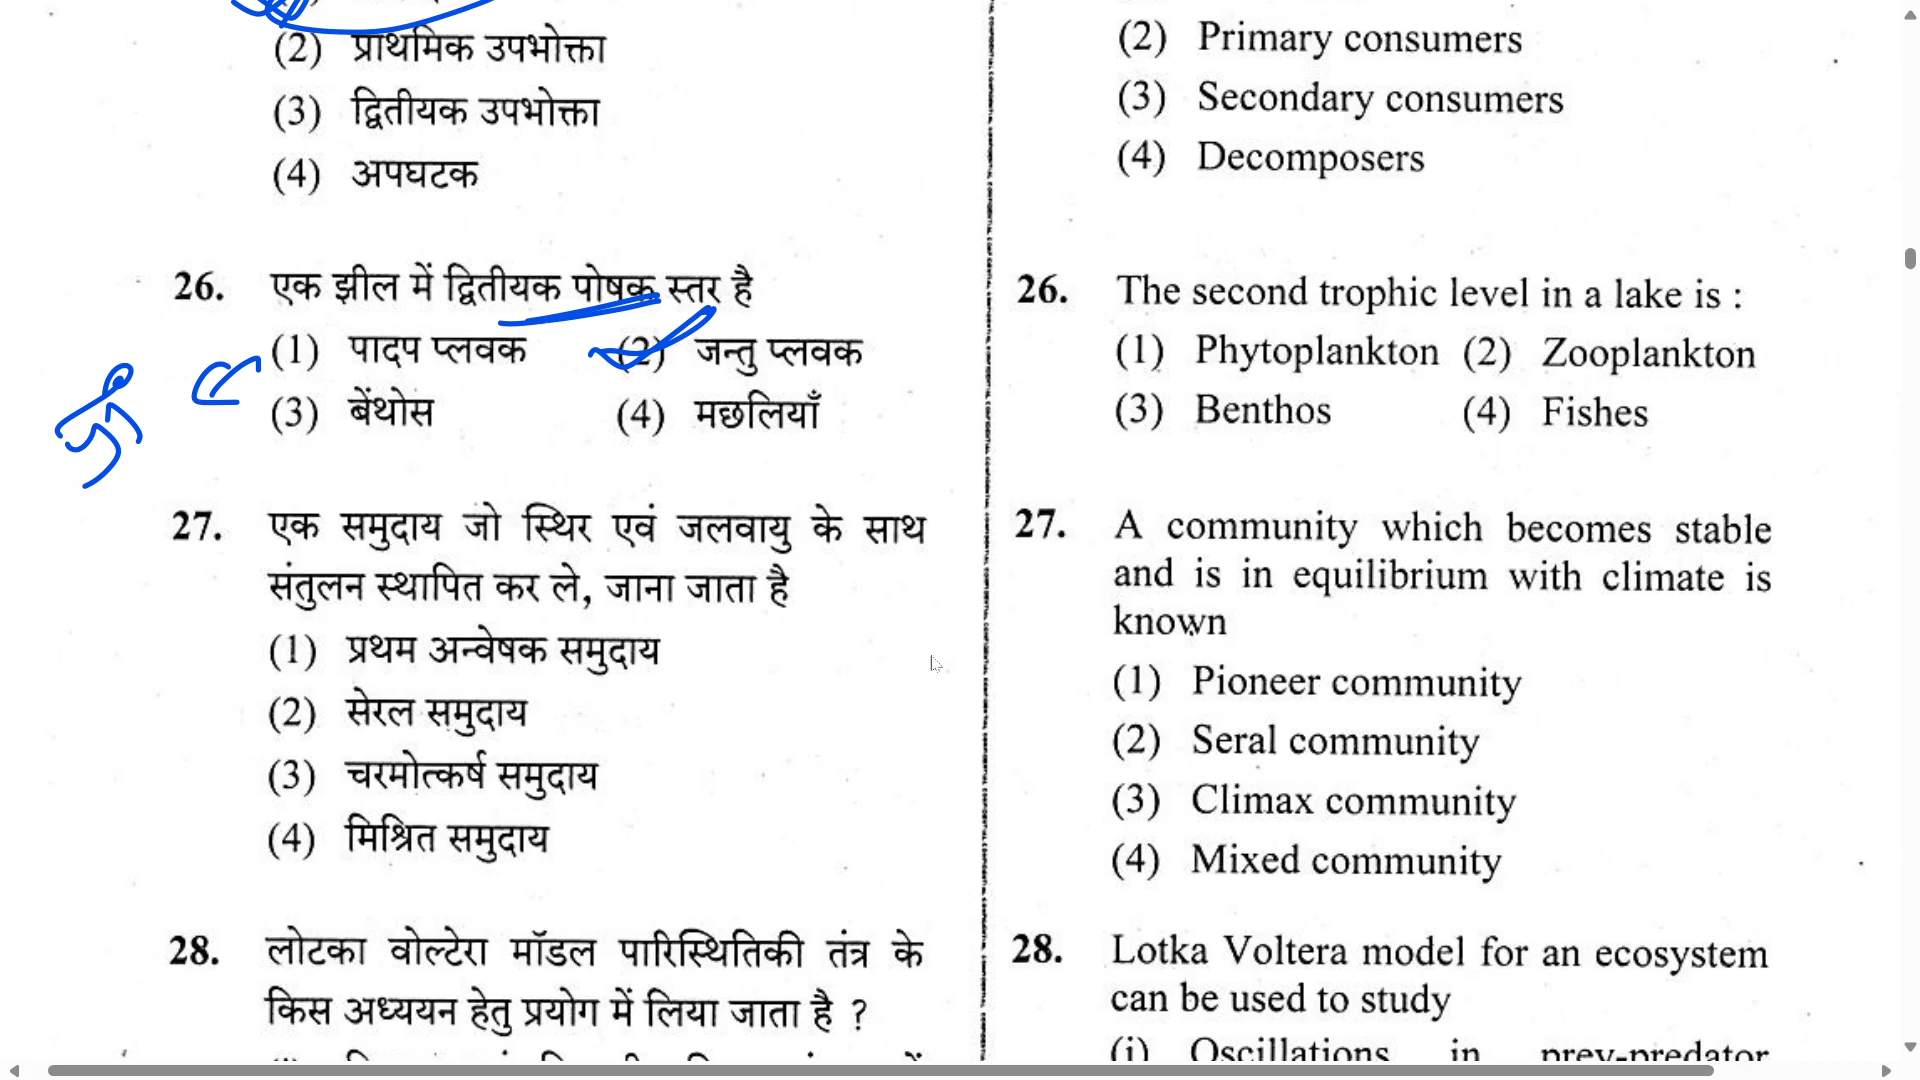 (2) प्राथमिक उपभोक्ता
(3) द्वितीयक उपभोक्ता
(4) अपघटक
26. एक झील में द्वितीयक पोषक स्तर है
(1) पादप प्लवक (2) जन्तु प्लवक
(3) बेंथोस (4) मछलियाँ
27. एक समुदाय जो स्थिर एवं जलवायु के साथ
संतुलन स्थापित कर ले, जाना जाता है
(1) प्रथम अन्वेषक समुदाय
(2) सेरल समुदाय
(3) चरमोत्कर्ष समुदाय
(4) मिश्रित समुदाय
28. लोटका वोल्टेरा मॉडल पारिस्थितिकी तंत्र के
किस अध्ययन हेतु प्रयोग में लिया जाता है ?
(2) Primary consumers
(3) Secondary consumers
(4) Decomposers
26. The second trophic level in a lake is :
(1) Phytoplankton (2) Zooplankton
(3) Benthos (4) Fishes
27. A community which becomes stable
and is in equilibrium with climate is
known
(1) Pioneer community
(2) Seral community
(3) Climax community
(4) Mixed community
28. Lotka Voltera model for an ecosystem
can be used to study
(i) Oscillations in prey-predator